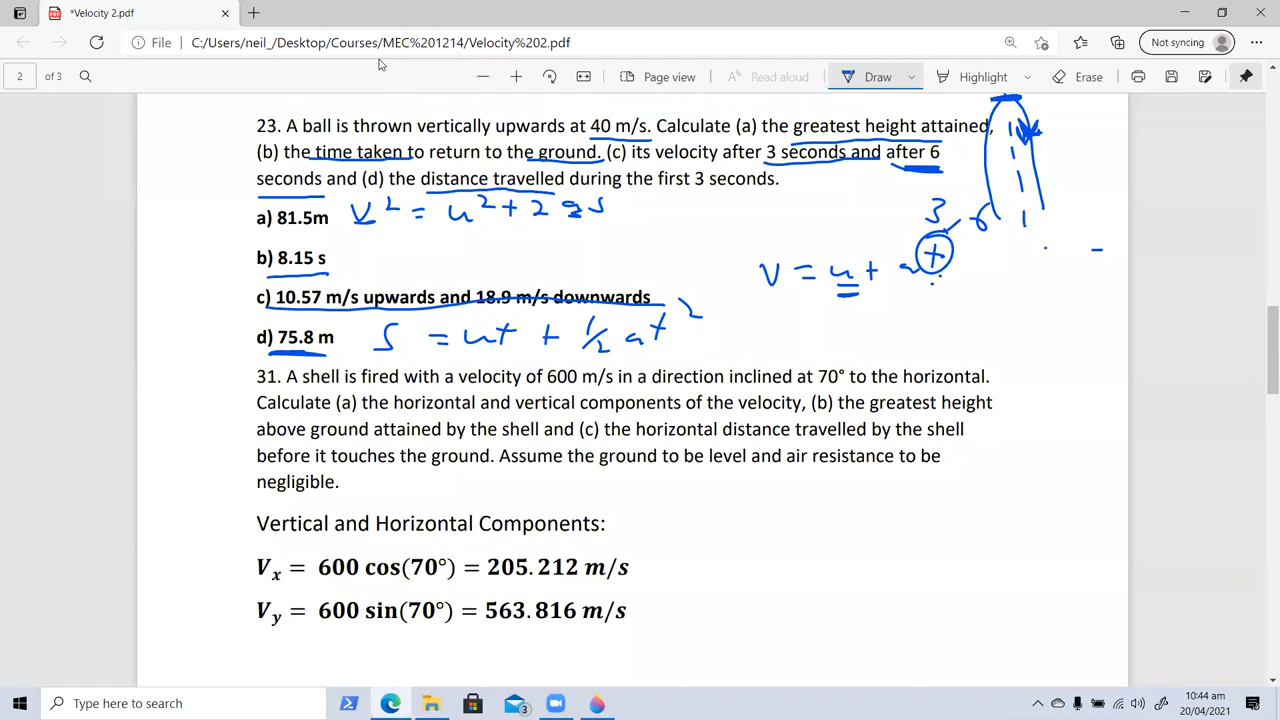 *Velocity 2.pdf
File C:/Users/neil_/Desktop/Courses/MEC%201214/Velocity%202.pdf Not syncing
2 of 3 Page view Read aloud Draw Highlight Erase
23. A ball is thrown vertically upwards at 40 m/s. Calculate (a) the greatest height attained,
(b) the time taken to return to the ground. (c) its velocity after 3 seconds and after 6
seconds and (d) the distance travelled during the first 3 seconds.
a) 81.5m V² = u² + 2gs
3 6
b) 8.15 s
V = u + at
c) 10.57 m/s upwards and 18.9 m/s downwards
d) 75.8 m S = ut + ½ at²
31. A shell is fired with a velocity of 600 m/s in a direction inclined at 70° to the horizontal.
Calculate (a) the horizontal and vertical components of the velocity, (b) the greatest height
above ground attained by the shell and (c) the horizontal distance travelled by the shell
before it touches the ground. Assume the ground to be level and air resistance to be
negligible.
Vertical and Horizontal Components:
Vx = 600 cos(70°) = 205.212 m/s
Vy = 600 sin(70°) = 563.816 m/s
Type here to search 3 10:44 am
20/04/2021